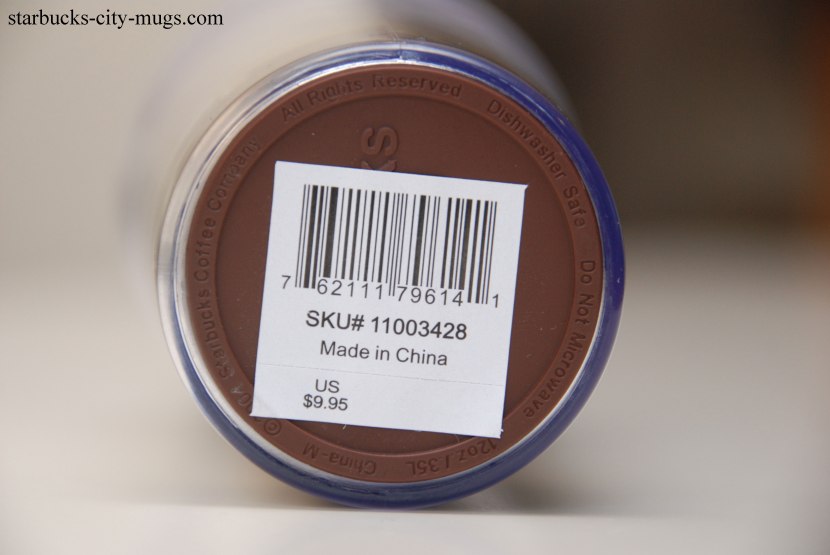 starbucks-city-mugs.com
All Rights Reserved
Dishwasher Safe
Do Not Microwave
12oz /.35L
China-M
Starbucks Coffee Company
7 62111 79614 1
SKU# 11003428
Made in China
US
$9.95